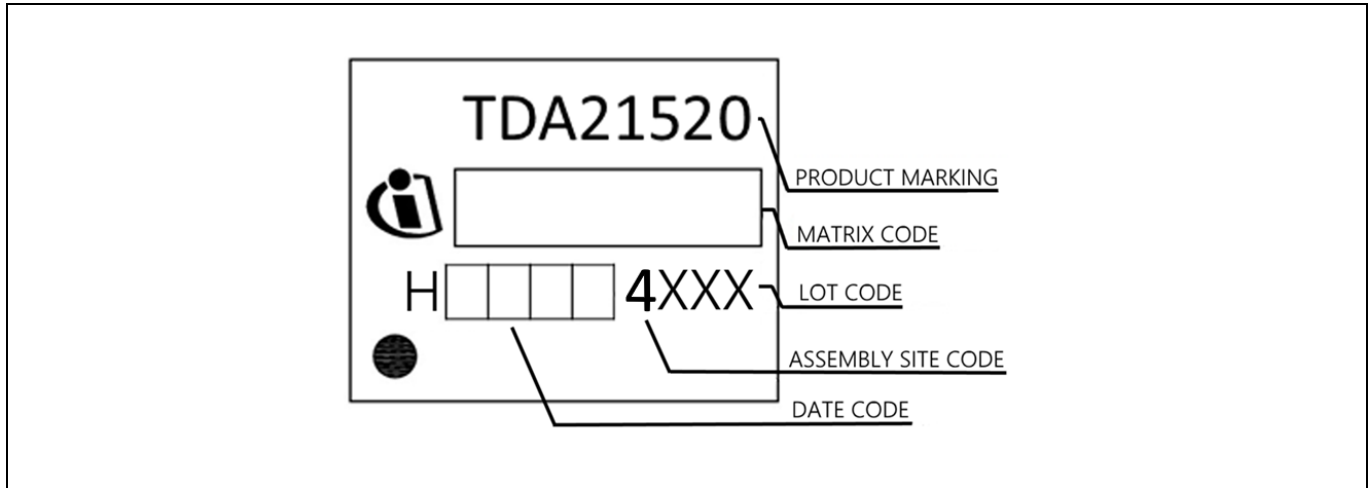 TDA21520
PRODUCT MARKING
MATRIX CODE
H 4XXX
LOT CODE
ASSEMBLY SITE CODE
DATE CODE